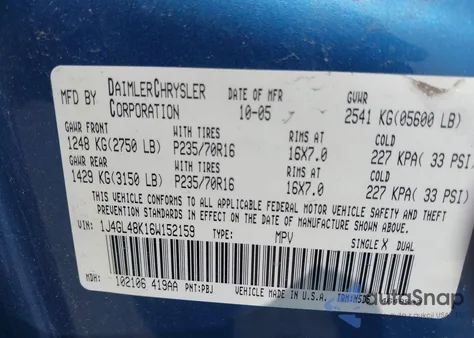 MFD BY DAIMLERCHRYSLER CORPORATION
DATE OF MFR 10-05
GVWR 2541 KG(05600 LB)
GAWR FRONT WITH TIRES RIMS AT COLD
1248 KG(2750 LB) P235/70R16 16X7.0 227 KPA( 33 PSI)
GAWR REAR WITH TIRES RIMS AT COLD
1429 KG(3150 LB) P235/70R16 16X7.0 227 KPA( 33 PSI)
THIS VEHICLE CONFORMS TO ALL APPLICABLE FEDERAL MOTOR VEHICLE SAFETY AND THEFT
PREVENTION STANDARDS IN EFFECT ON THE DATE OF MANUFACTURE SHOWN ABOVE.
VIN: 1J4GL48K16W152159 TYPE: MPV SINGLE X DUAL
MDH: 102106 419AA PNT:PBJ
VEHICLE MADE IN U.S.A.
autoSnap